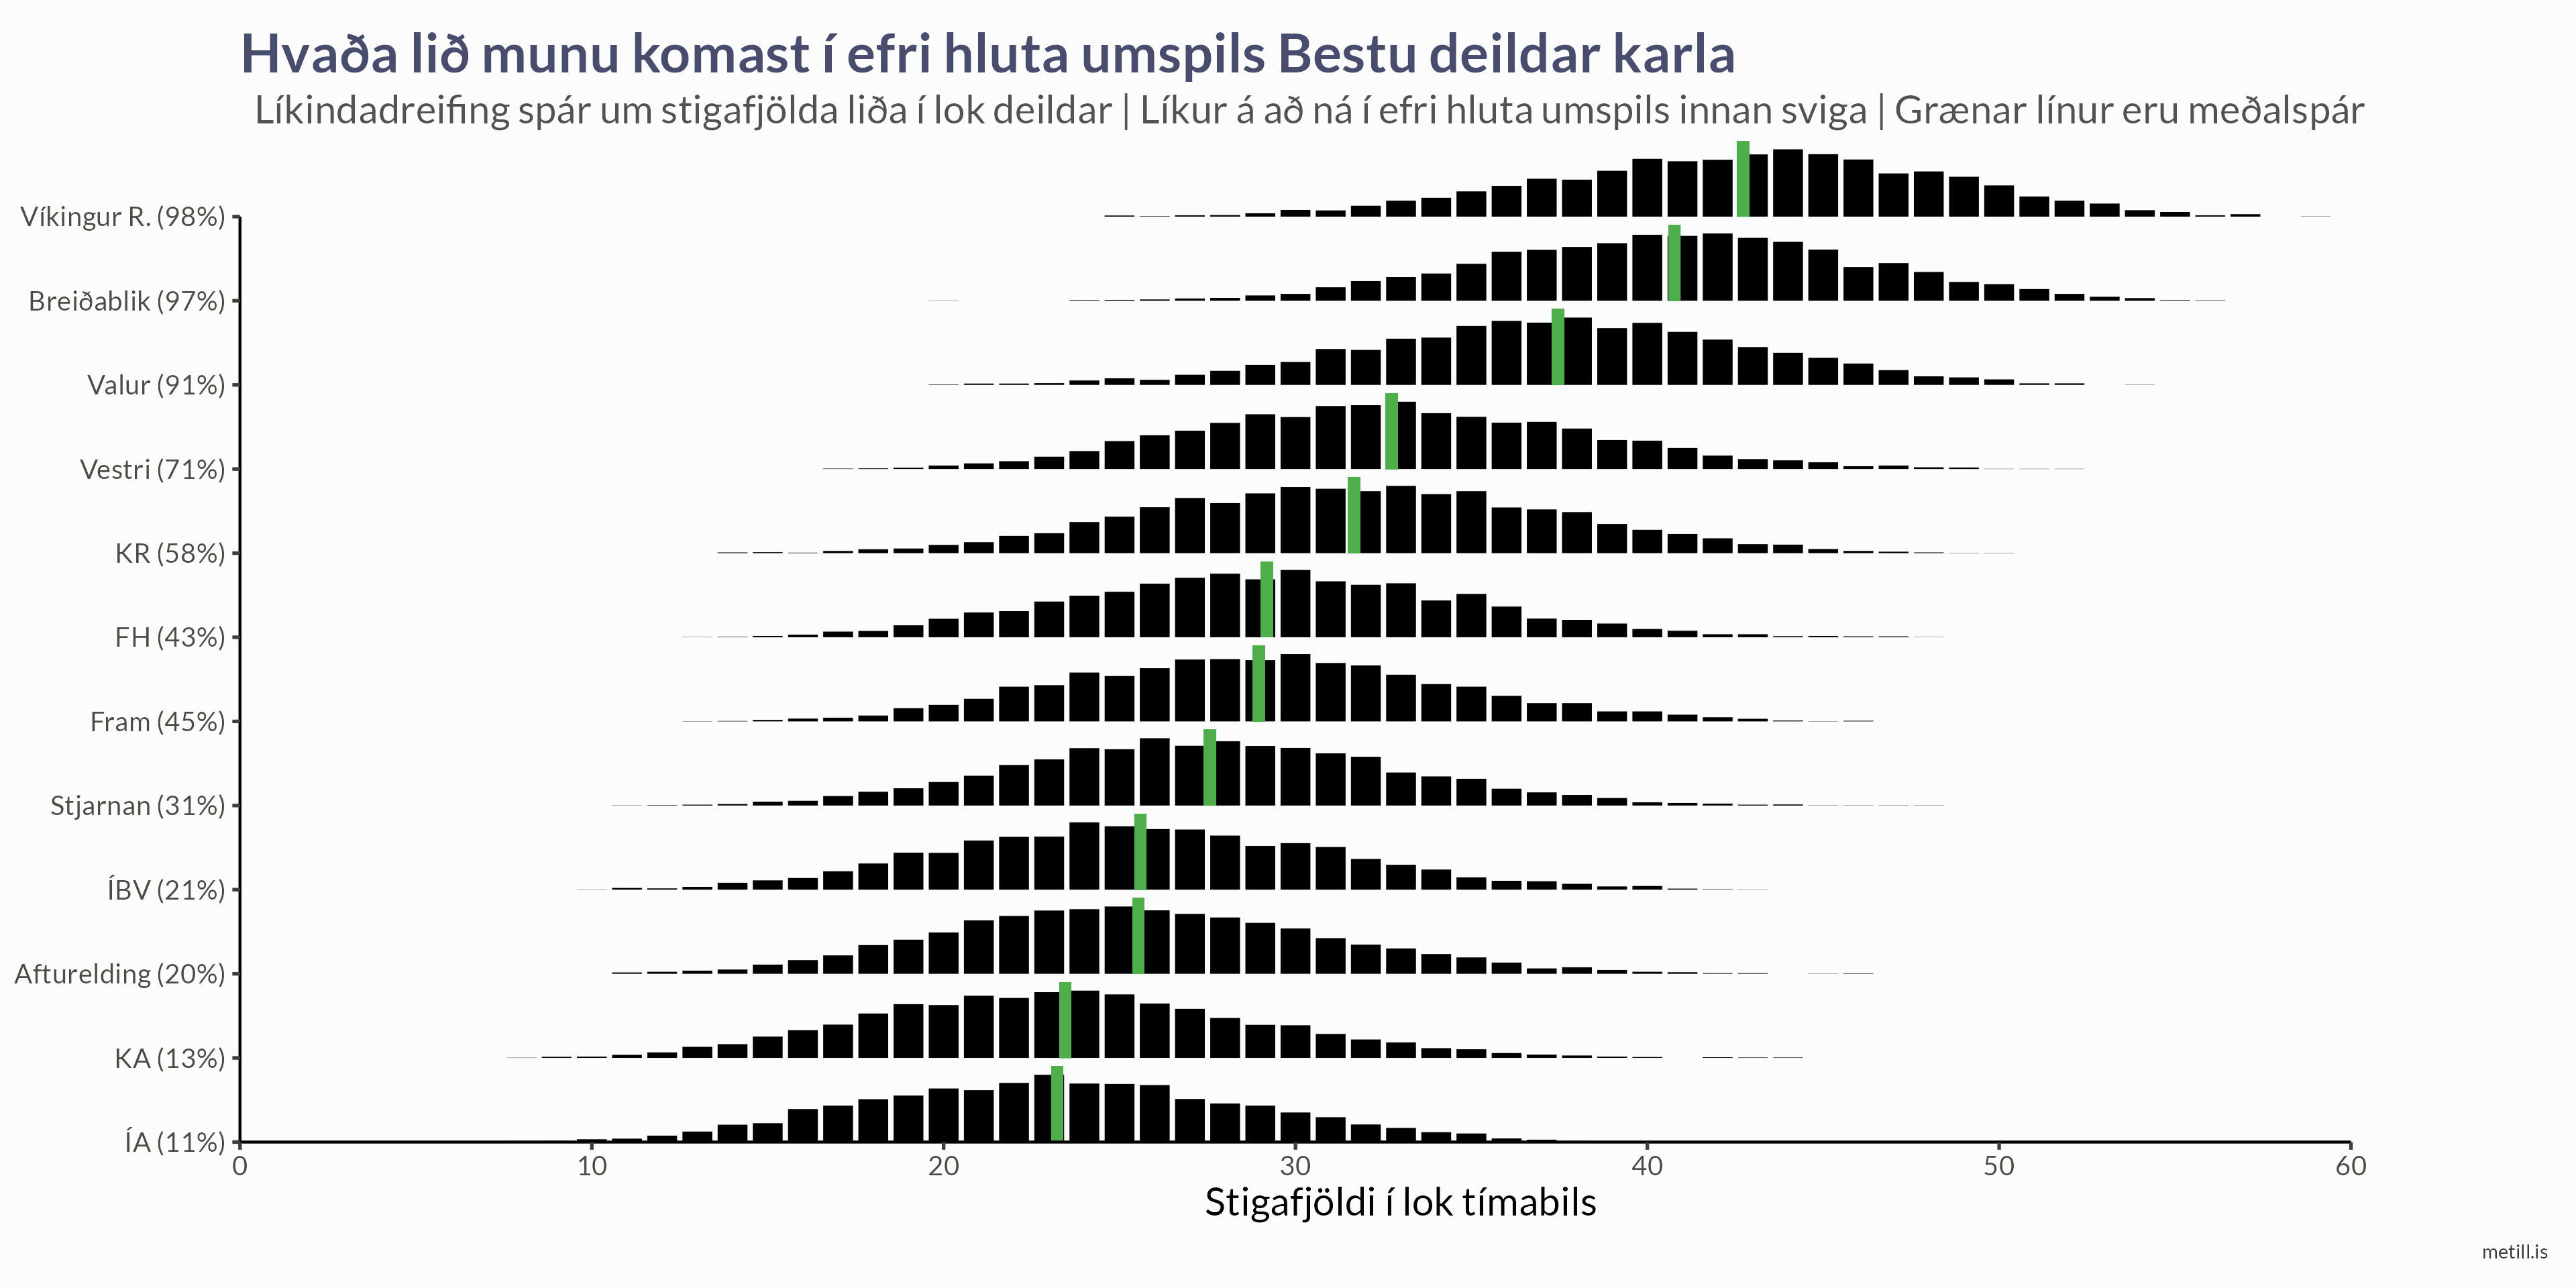 Hvaða lið munu komast í efri hluta umspils Bestu deildar karla
Líkindadreifing spár um stigafjölda liða í lok deildar | Líkur á að ná í efri hluta umspils innan sviga | Grænar línur eru meðalspár
Víkingur R. (98%)
Breiðablik (97%)
Valur (91%)
Vestri (71%)
KR (58%)
FH (43%)
Fram (45%)
Stjarnan (31%)
ÍBV (21%)
Afturelding (20%)
KA (13%)
ÍA (11%)
0 10 20 30 40 50 60
Stigafjöldi í lok tímabils
metill.is